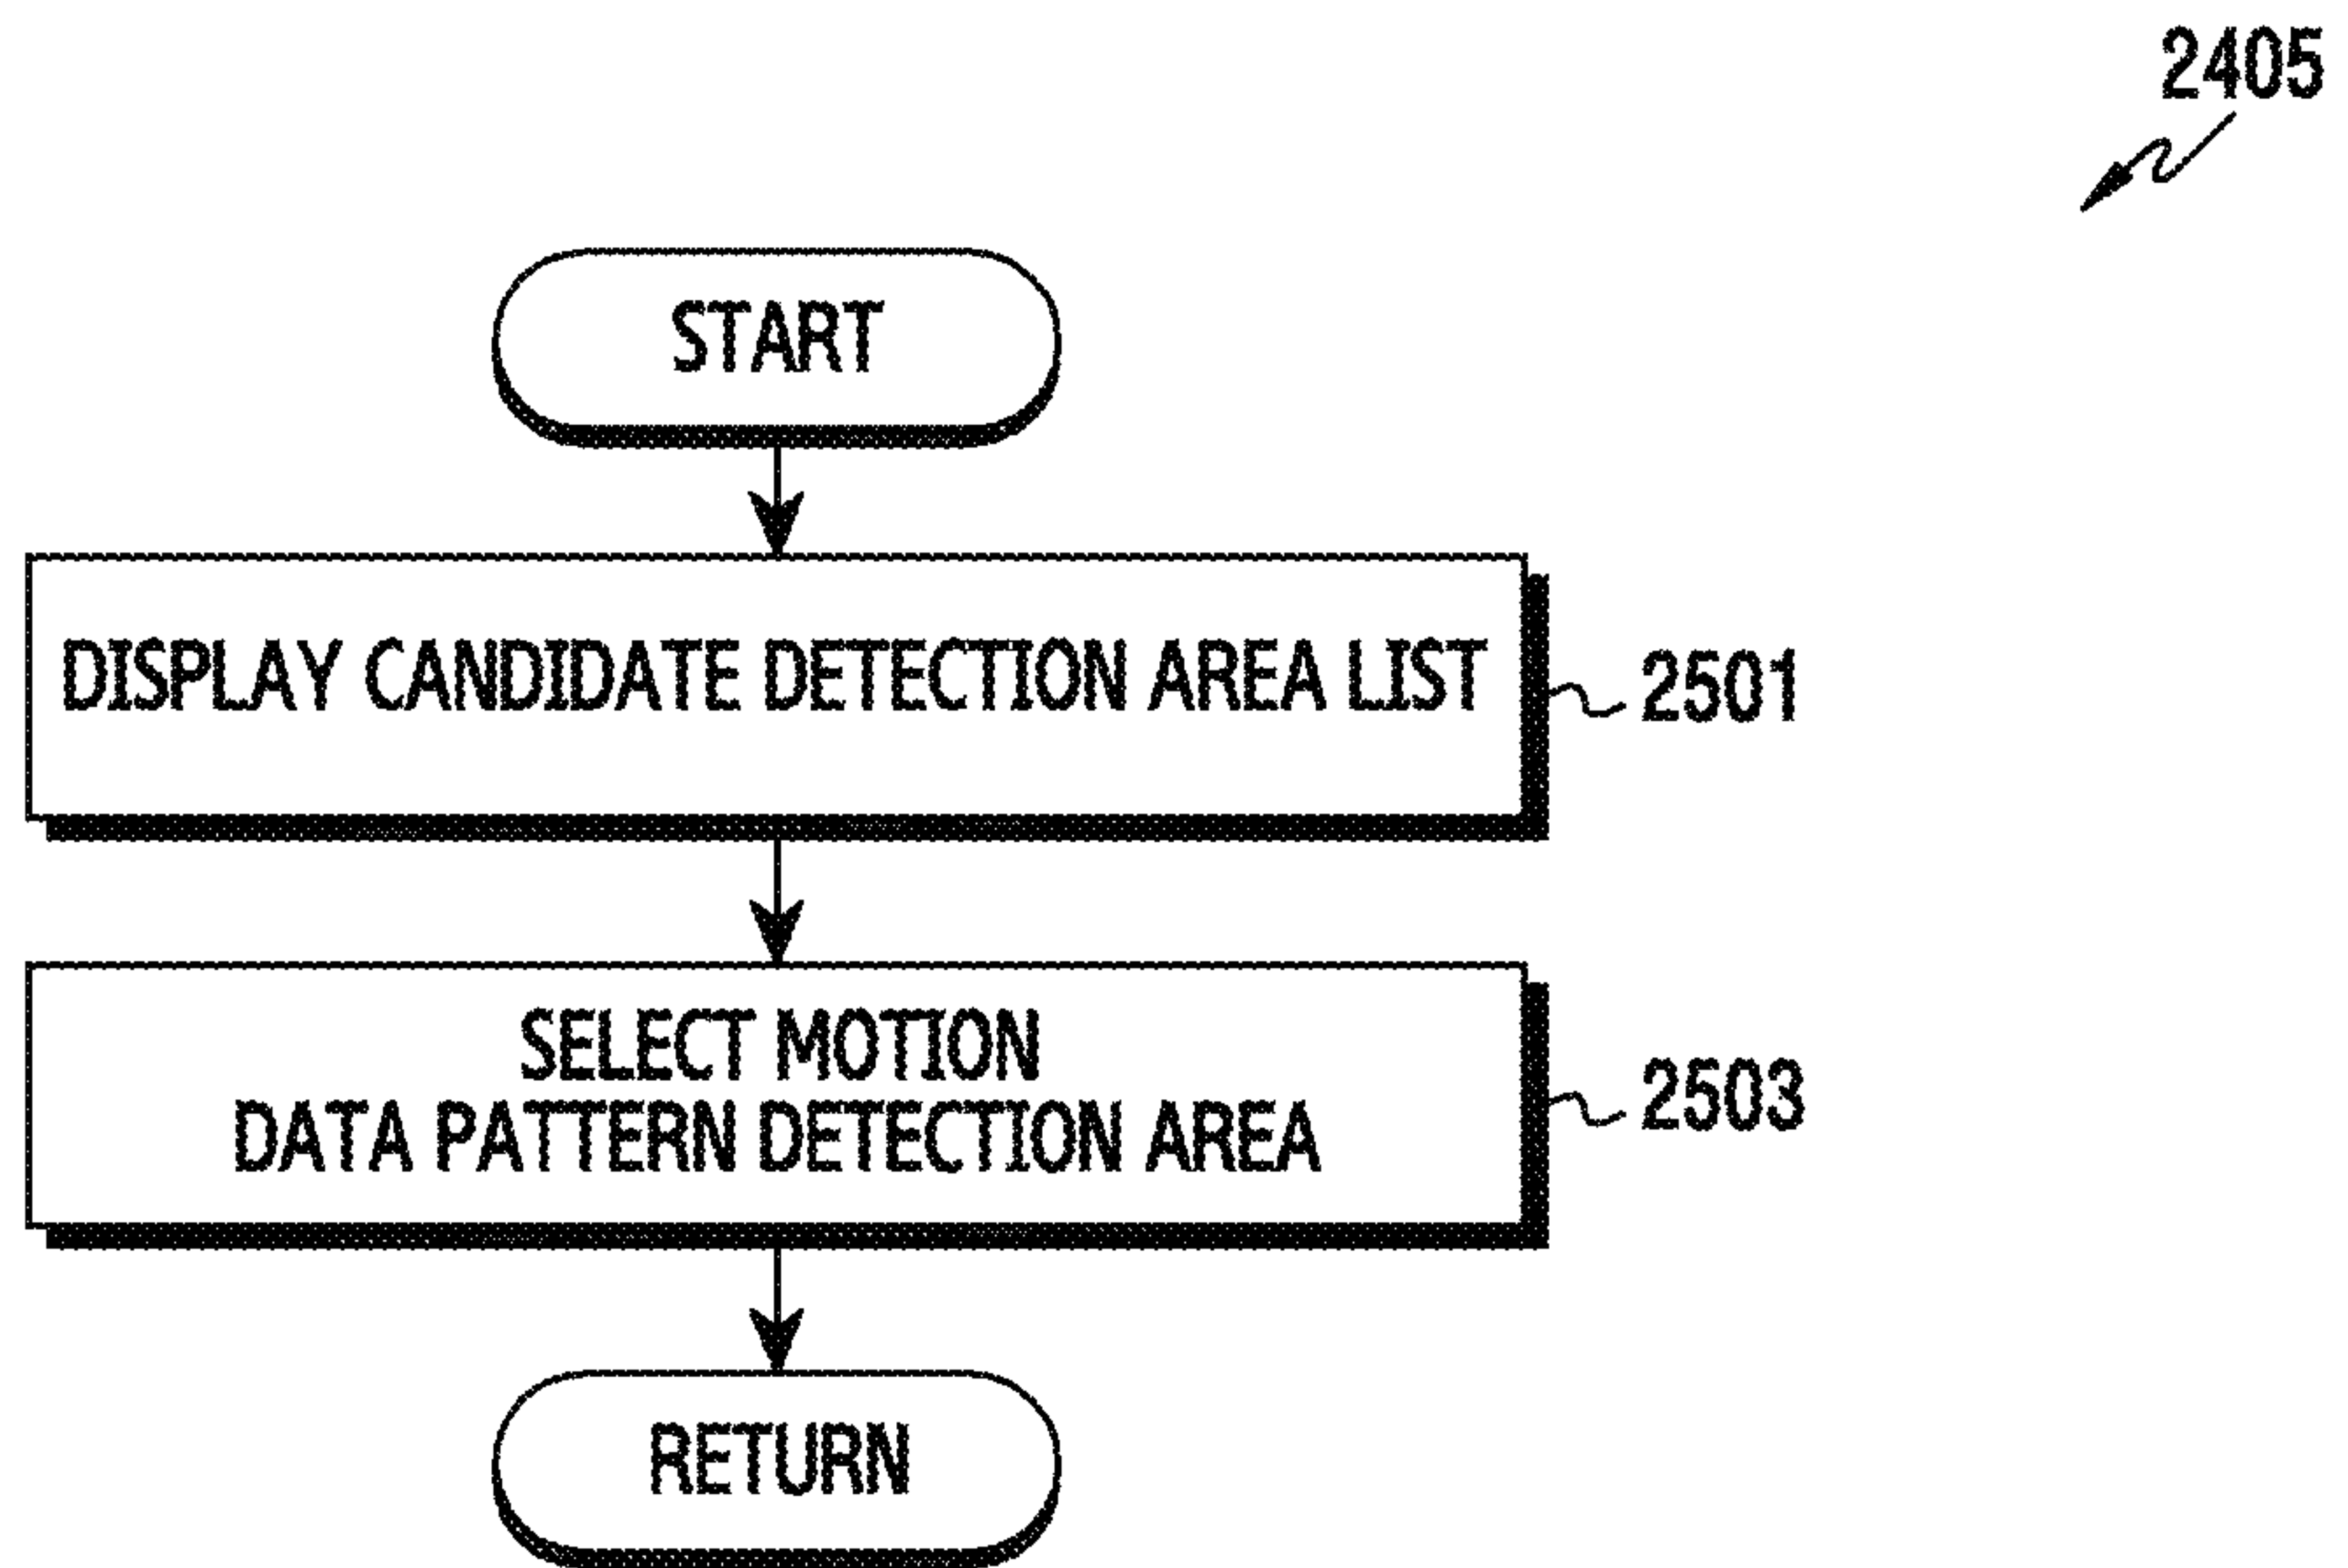 2405
START
DISPLAY CANDIDATE DETECTION AREA LIST
2501
SELECT MOTION
DATA PATTERN DETECTION AREA
2503
RETURN